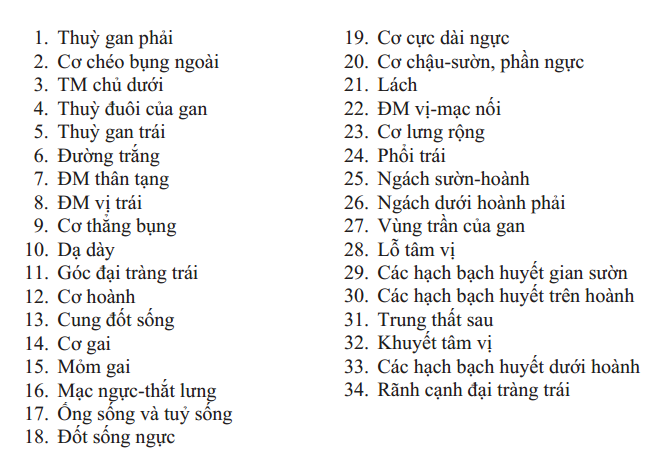 1. Thuỳ gan phải
2. Cơ chéo bụng ngoài
3. TM chủ dưới
4. Thuỳ đuôi của gan
5. Thuỳ gan trái
6. Đường trắng
7. ĐM thân tạng
8. ĐM vị trái
9. Cơ thẳng bụng
10. Dạ dày
11. Góc đại tràng trái
12. Cơ hoành
13. Cung đốt sống
14. Cơ gai
15. Mỏm gai
16. Mạc ngực-thắt lưng
17. Ống sống và tuỷ sống
18. Đốt sống ngực
19. Cơ cực dài ngực
20. Cơ chậu-sườn, phần ngực
21. Lách
22. ĐM vị-mạc nối
23. Cơ lưng rộng
24. Phổi trái
25. Ngách sườn-hoành
26. Ngách dưới hoành phải
27. Vùng trần của gan
28. Lỗ tâm vị
29. Các hạch bạch huyết gian sườn
30. Các hạch bạch huyết trên hoành
31. Trung thất sau
32. Khuyết tâm vị
33. Các hạch bạch huyết dưới hoành
34. Rãnh cạnh đại tràng trái